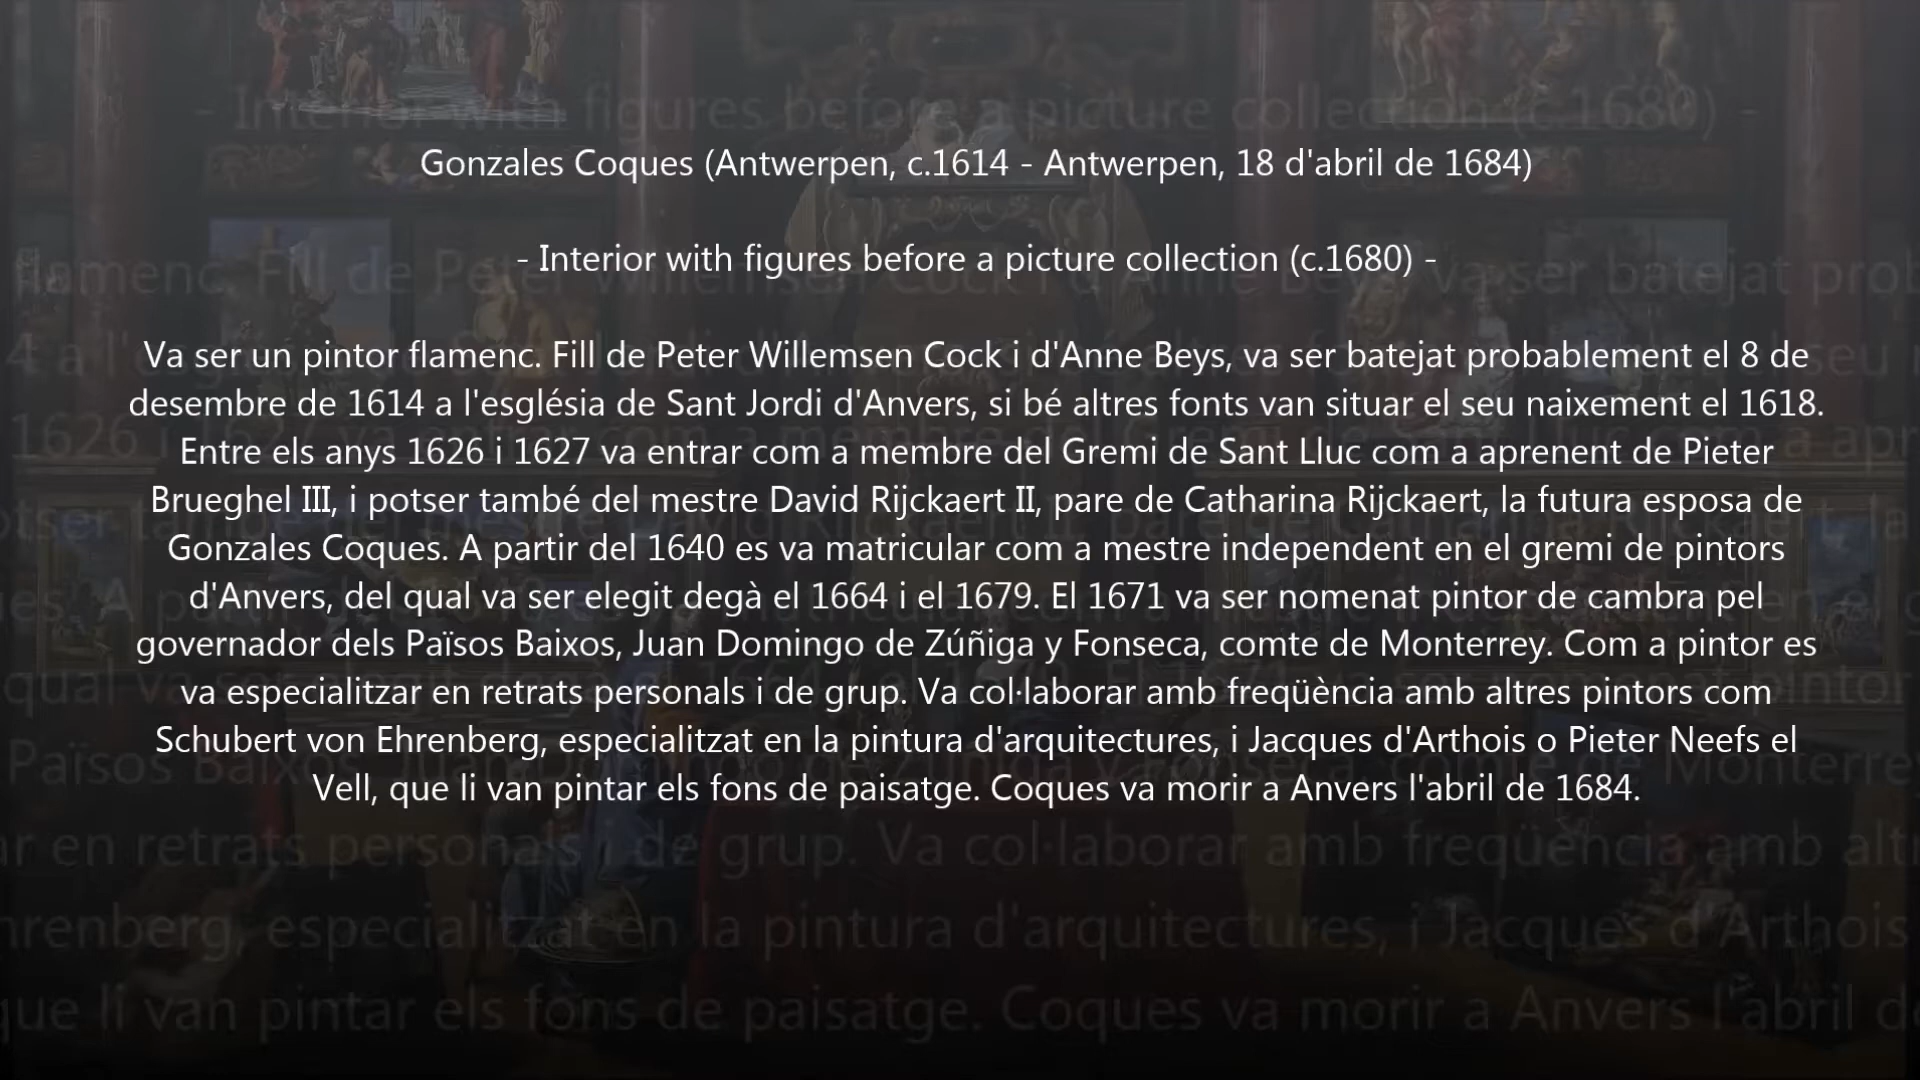 Gonzales Coques (Antwerpen, c.1614 - Antwerpen, 18 d'abril de 1684)
- Interior with figures before a picture collection (c.1680) -
Va ser un pintor flamenc. Fill de Peter Willemsen Cock i d'Anne Beys, va ser batejat probablement el 8 de
desembre de 1614 a l'església de Sant Jordi d'Anvers, si bé altres fonts van situar el seu naixement el 1618.
Entre els anys 1626 i 1627 va entrar com a membre del Gremi de Sant Lluc com a aprenent de Pieter
Brueghel III, i potser també del mestre David Rijckaert II, pare de Catharina Rijckaert, la futura esposa de
Gonzales Coques. A partir del 1640 es va matricular com a mestre independent en el gremi de pintors
d'Anvers, del qual va ser elegit degà el 1664 i el 1679. El 1671 va ser nomenat pintor de cambra pel
governador dels Països Baixos, Juan Domingo de Zúñiga y Fonseca, comte de Monterrey. Com a pintor es
va especialitzar en retrats personals i de grup. Va col·laborar amb freqüència amb altres pintors com
Schubert von Ehrenberg, especialitzat en la pintura d'arquitectures, i Jacques d'Arthois o Pieter Neefs el
Vell, que li van pintar els fons de paisatge. Coques va morir a Anvers l'abril de 1684.